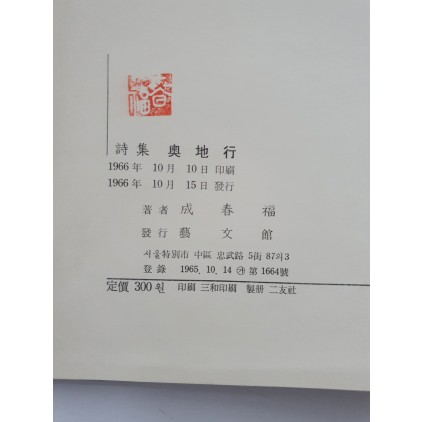 詩集 奧地行
1966年 10月 10日 印刷
1966年 10月 15日 發行
著者 成春福
發行 藝文館
서울特別市 中區 忠武路 5街 87의3
登錄 1965. 10. 14 ㉮ 第1664號
定價 300원 印刷 三和印刷 製册 二友社